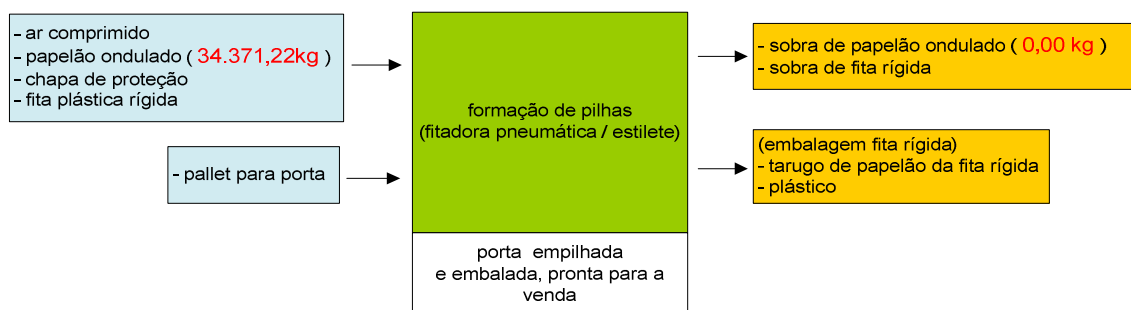 - ar comprimido
- papelão ondulado ( 34.371,22kg )
- chapa de proteção
- fita plástica rígida
- pallet para porta
formação de pilhas
(fitadora pneumática / estilete)
porta empilhada
e embalada, pronta para a
venda
- sobra de papelão ondulado ( 0,00 kg )
- sobra de fita rígida
(embalagem fita rígida)
- tarugo de papelão da fita rígida
- plástico